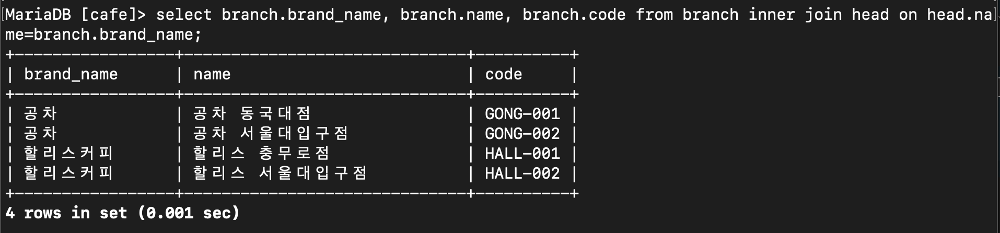 MariaDB [cafe]> select branch.brand_name, branch.name, branch.code from branch inner join head on head.na
me=branch.brand_name;
+-----------------+------------------------------+----------+
| brand_name      | name                         | code     |
+-----------------+------------------------------+----------+
| 공차 | 공차 동국대점 | GONG-001 |
| 공차 | 공차 서울대입구점 | GONG-002 |
| 할리스커피 | 할리스 충무로점 | HALL-001 |
| 할리스커피 | 할리스 서울대입구점 | HALL-002 |
+-----------------+------------------------------+----------+
4 rows in set (0.001 sec)